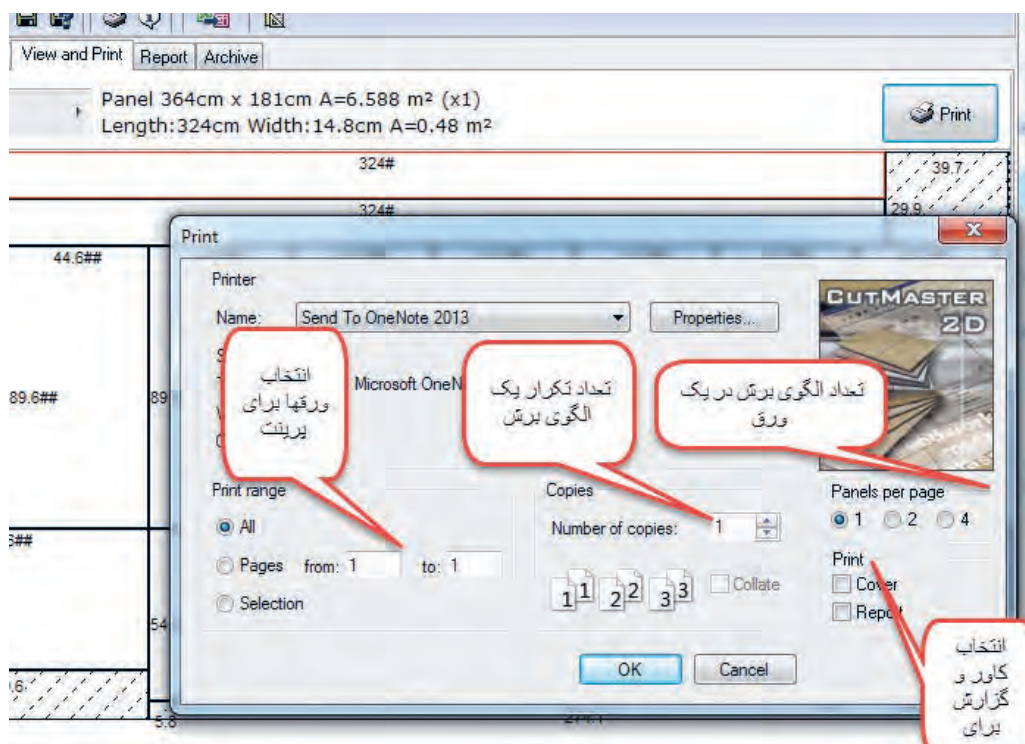 View and Print Report Archive
Panel 364cm x 181cm A=6.588 m² (x1)
Length:324cm Width:14.8cm A=0.48 m²
Print
324#
39.7
324#
29.9
44.6##
89.6##
89
54
5.8
Print
Printer
Name: Send To OneNote 2013 Properties...
Microsoft OneN
CUTMASTER
2D
انتخاب
ورقها برای
پرینت
تعداد تکرار یک
الگوی برش
تعداد الگوی برش در یک
ورق
Print range
All
Pages from: 1 to: 1
Selection
Copies
Number of copies: 1
11 22 33 Collate
Panels per page
1 2 4
Print
Cover
Report
OK Cancel
انتخاب
کاور و
گزارش
برای